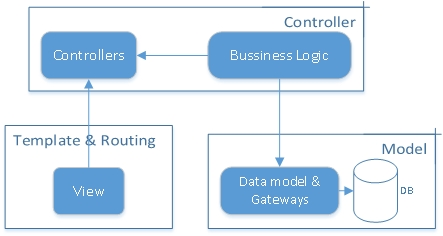 Controller
Controllers
Bussiness Logic
Template & Routing
View
Model
Data model &
Gateways
DB